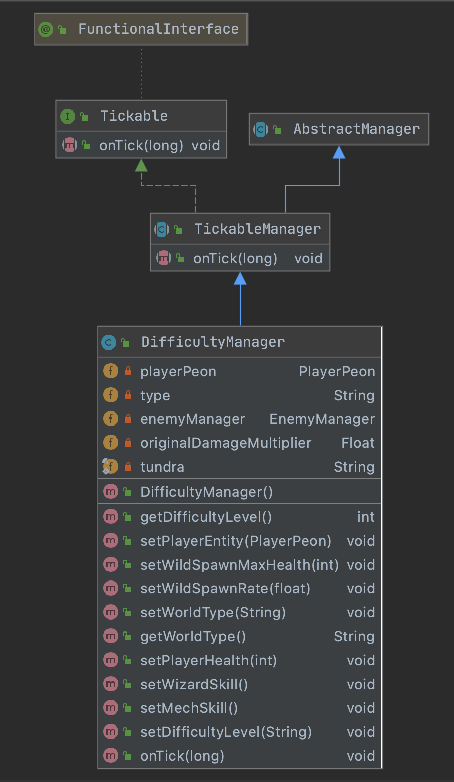 FunctionalInterface
Tickable
onTick(long) void
AbstractManager
TickableManager
onTick(long) void
DifficultyManager
playerPeon PlayerPeon
type String
enemyManager EnemyManager
originalDamageMultiplier Float
tundra String
DifficultyManager()
getDifficultyLevel() int
setPlayerEntity(PlayerPeon) void
setWildSpawnMaxHealth(int) void
setWildSpawnRate(float) void
setWorldType(String) void
getWorldType() String
setPlayerHealth(int) void
setWizardSkill() void
setMechSkill() void
setDifficultyLevel(String) void
onTick(long) void